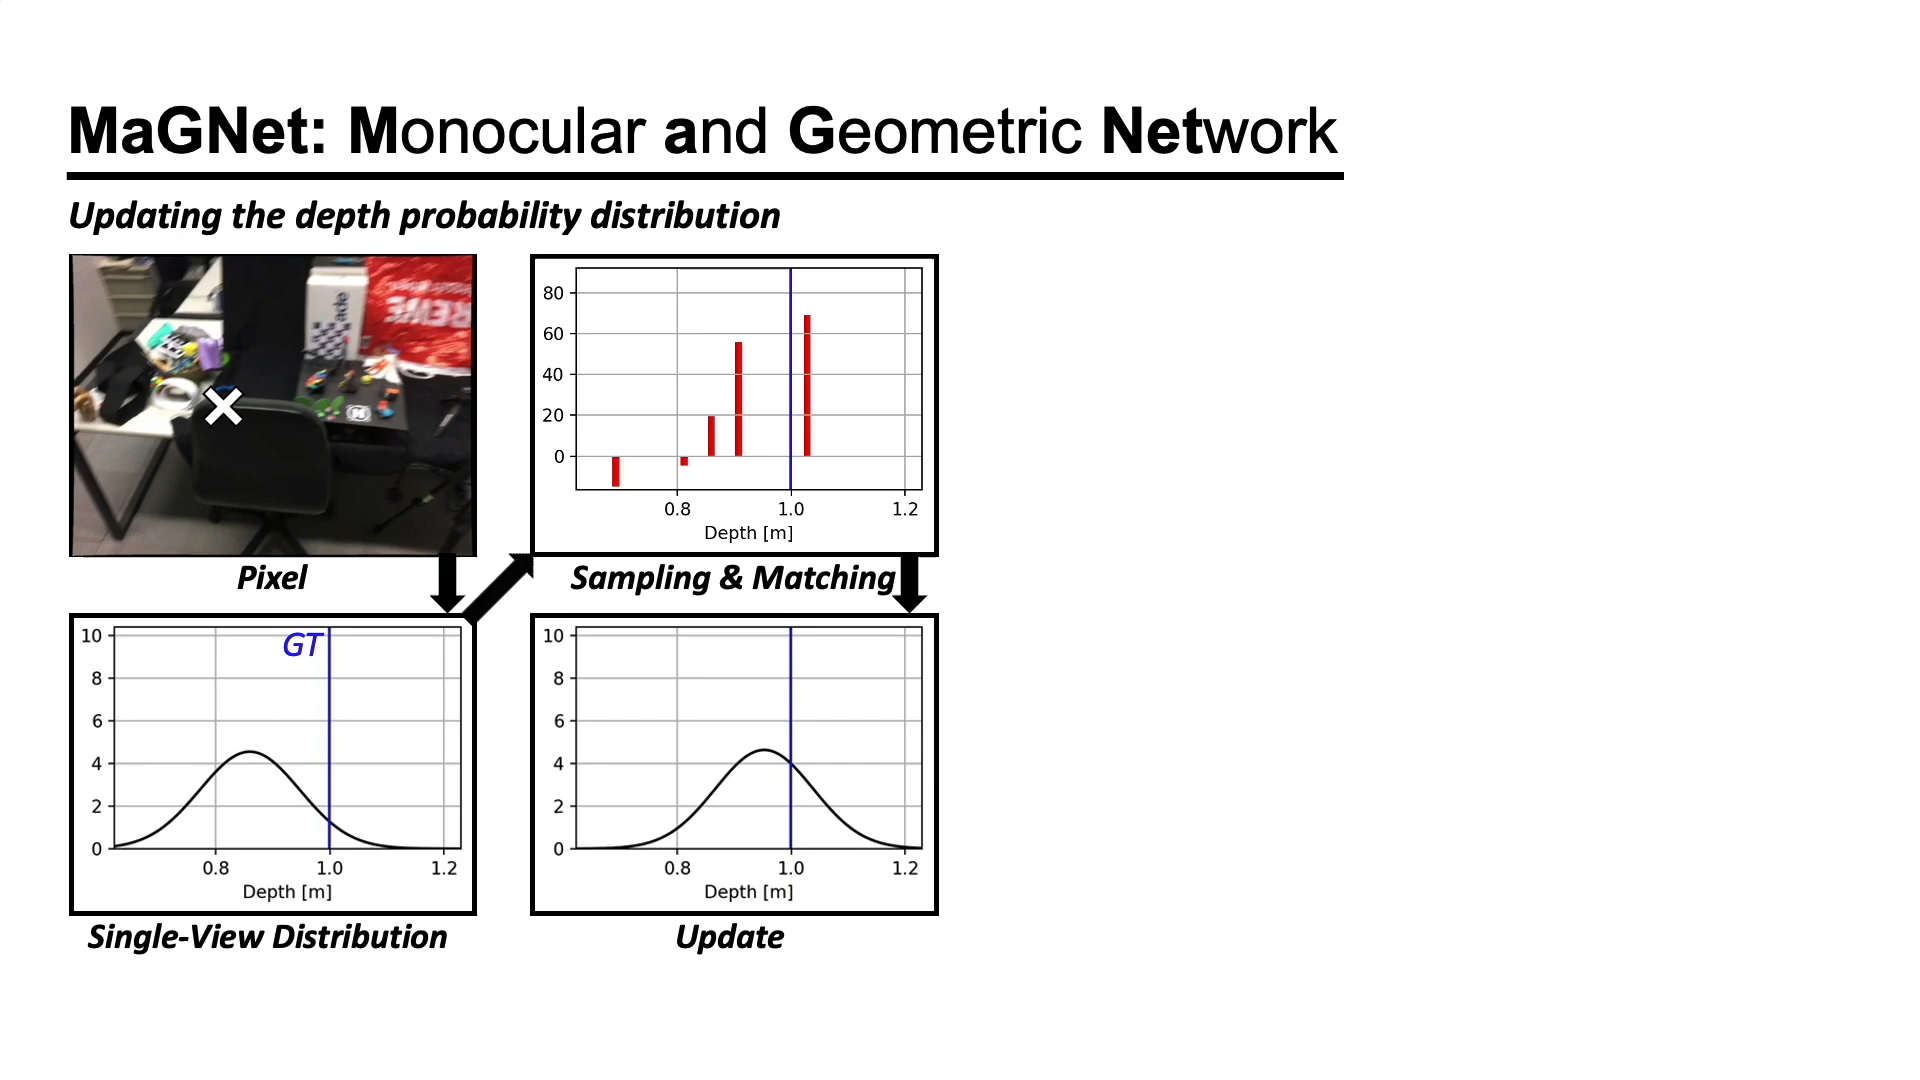 MaGNet: Monocular and Geometric Network
Updating the depth probability distribution
ade
REWE
Pixel
80
60
40
20
0
0.8 1.0 1.2
Depth [m]
Sampling & Matching
GT
10
8
6
4
2
0
0.8 1.0 1.2
Depth [m]
Single-View Distribution
10
8
6
4
2
0
0.8 1.0 1.2
Depth [m]
Update